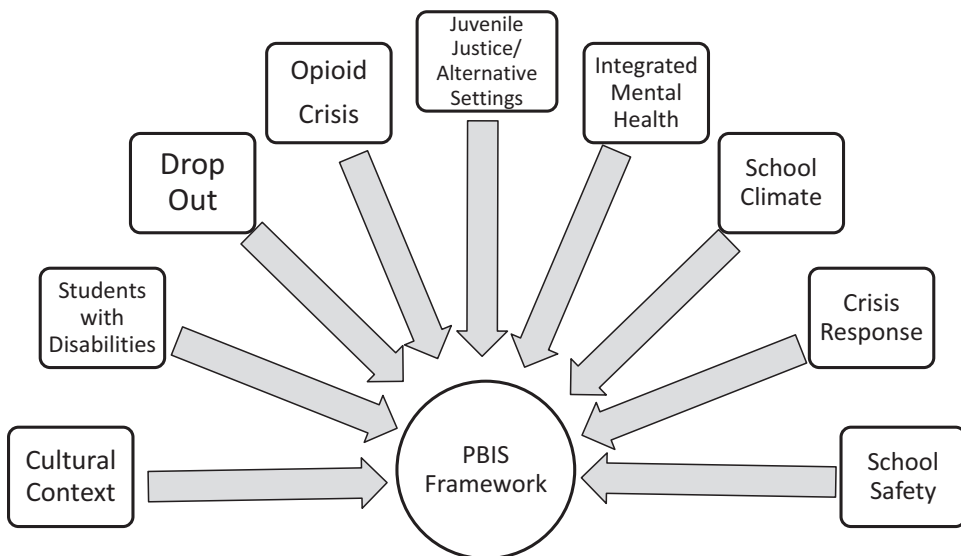 Cultural
Context
Students
with
Disabilities
Drop
Out
Opioid
Crisis
Juvenile
Justice/
Alternative
Settings
Integrated
Mental
Health
School
Climate
Crisis
Response
School
Safety
PBIS
Framework